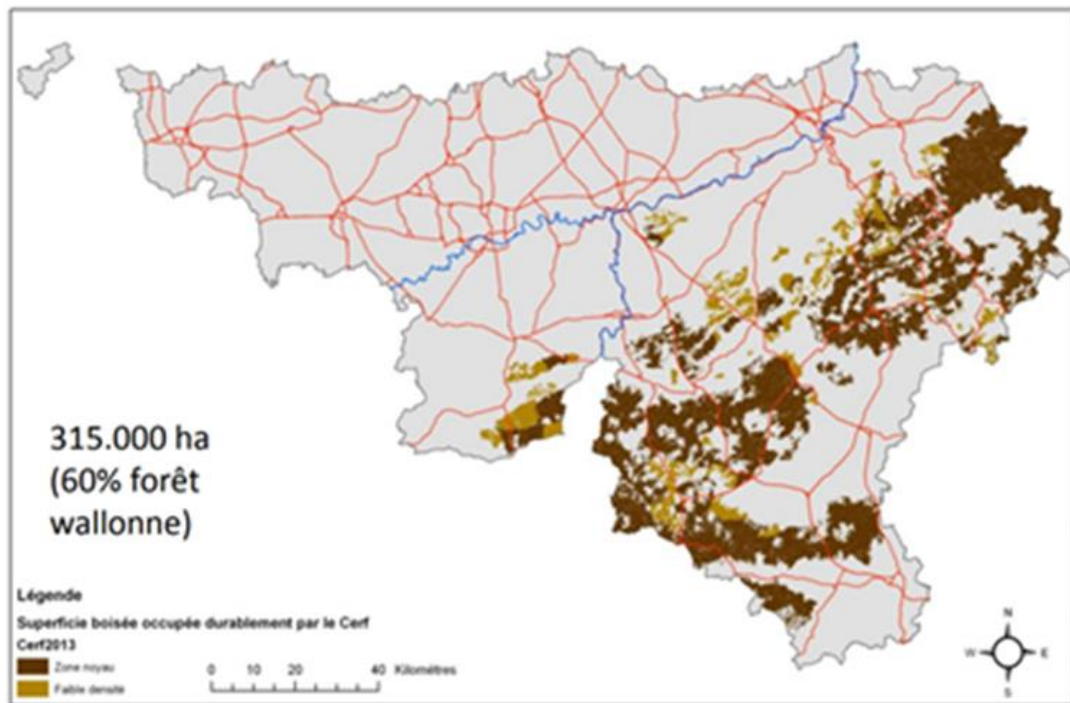 315.000 ha
(60% forêt
wallonne)
Légende
Superficie boisée occupée durablement par le Cerf
Cerf2013
Zone noyau
Faible densité
0 10 20 40 Kilomètres
N
W E
S